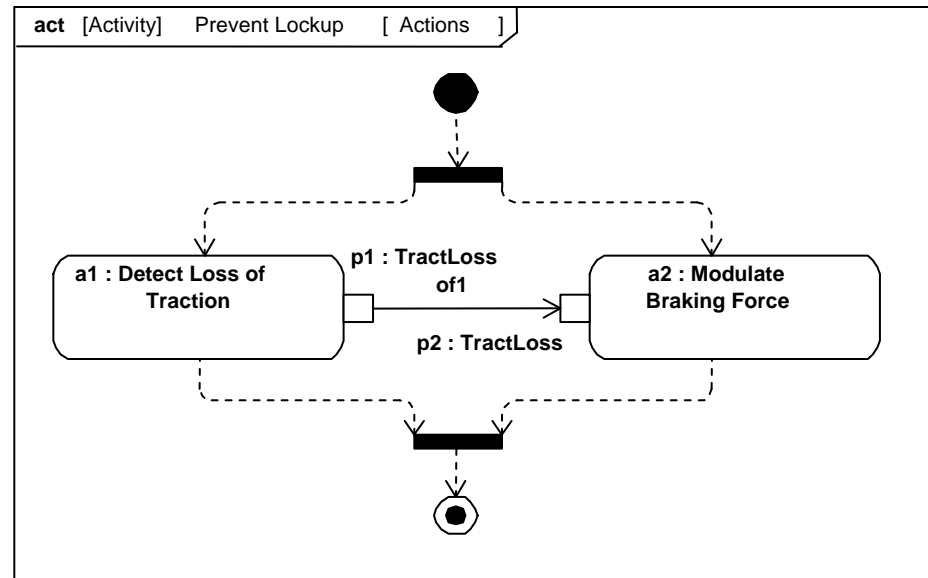 act [Activity] Prevent Lockup [ Actions ]
a1 : Detect Loss of
Traction
p1 : TractLoss
of1
p2 : TractLoss
a2 : Modulate
Braking Force